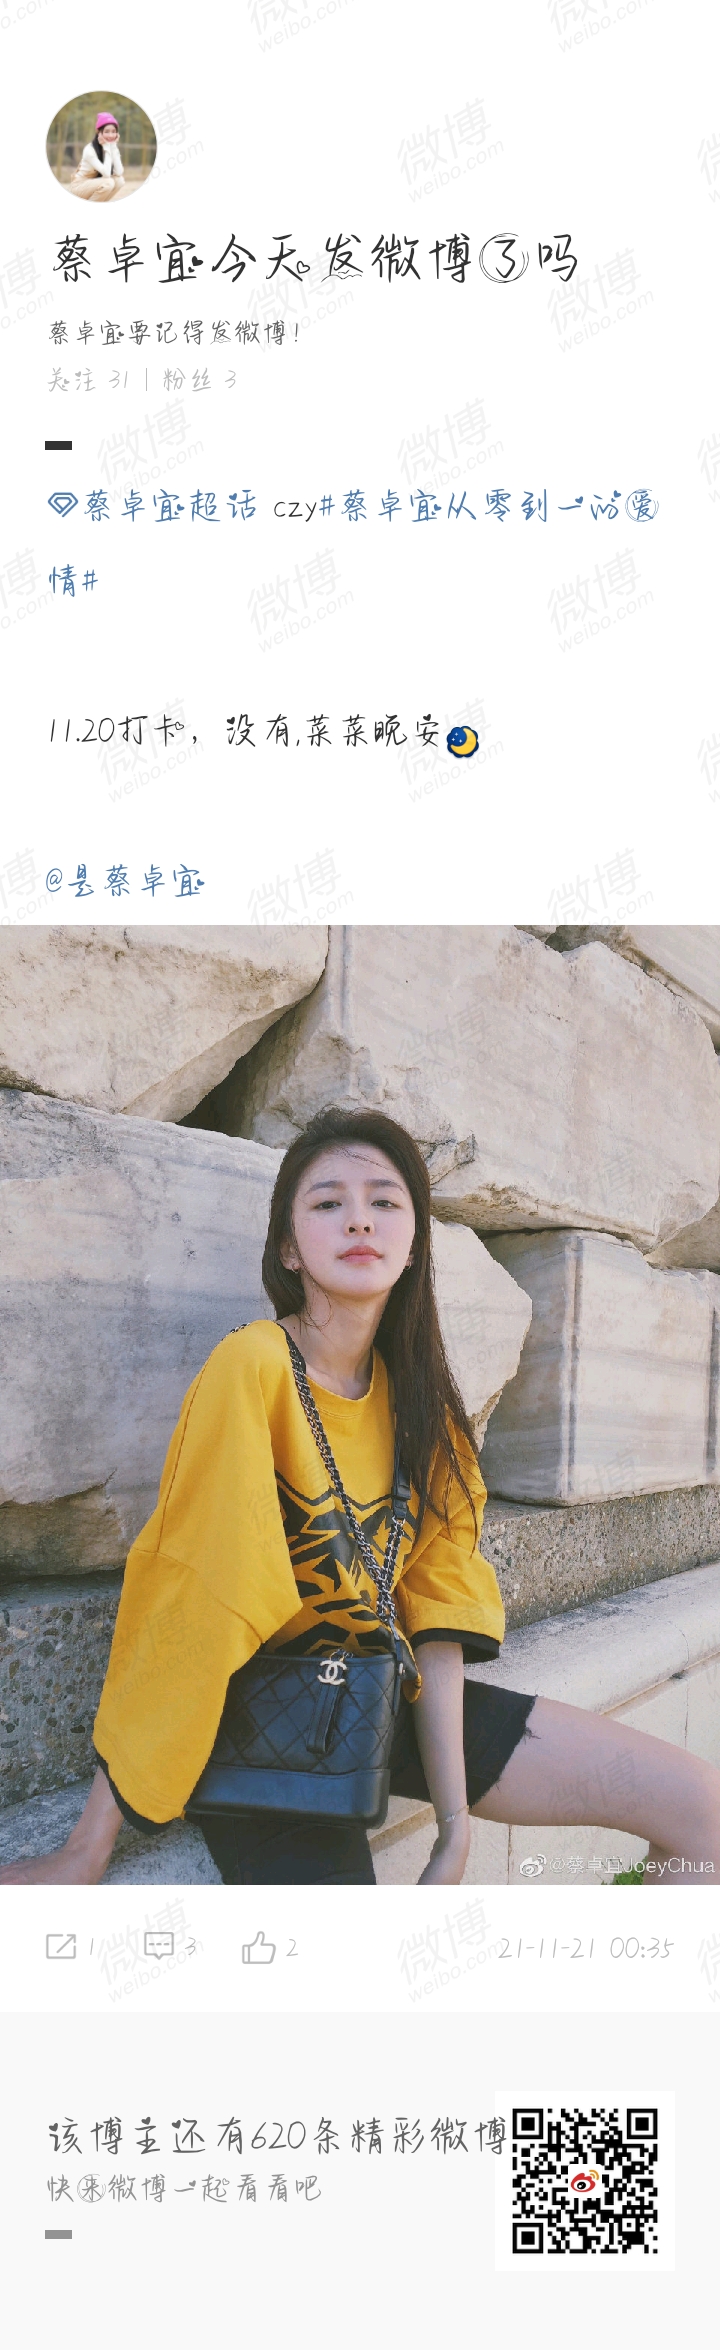 蔡卓宜今天发微博了吗
蔡卓宜要记得发微博！
关注 31 | 粉丝 3
蔡卓宜超话 czy#蔡卓宜从零到一的爱
情#
11.20打卡，没有,菜菜晚安
@是蔡卓宜
@蔡卓宜JoeyChua
1 3 2 21-11-21 00:35
该博主还有620条精彩微博
快来微博一起看看吧
微博
weibo.com